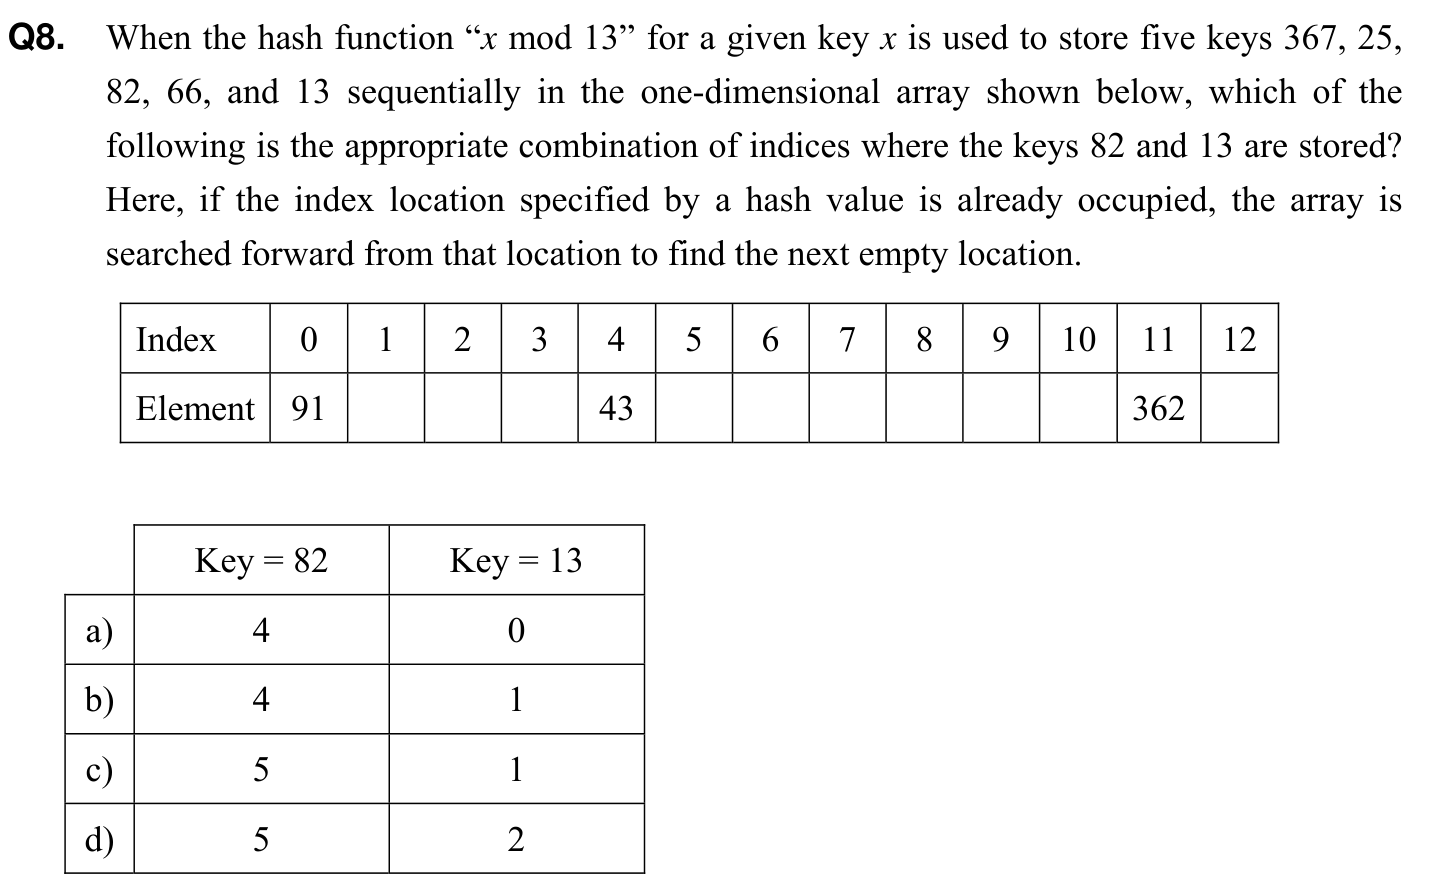 Q8. When the hash function “x mod 13” for a given key x is used to store five keys 367, 25,
82, 66, and 13 sequentially in the one-dimensional array shown below, which of the
following is the appropriate combination of indices where the keys 82 and 13 are stored?
Here, if the index location specified by a hash value is already occupied, the array is
searched forward from that location to find the next empty location.
Index 0 1 2 3 4 5 6 7 8 9 10 11 12
Element 91 43 362
Key = 82 Key = 13
a) 4 0
b) 4 1
c) 5 1
d) 5 2